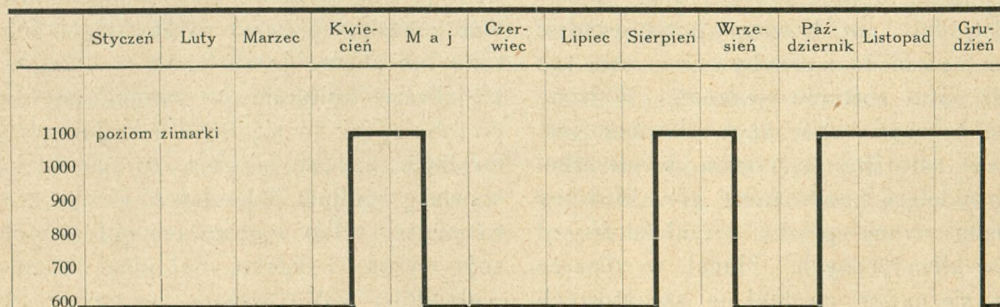 Styczeń Luty Marzec Kwie-cień Maj Czer-wiec Lipiec Sierpień Wrze-sień Paź-dziernik Listopad Gru-dzień
1100 poziom zimarki
1000
900
800
700
600